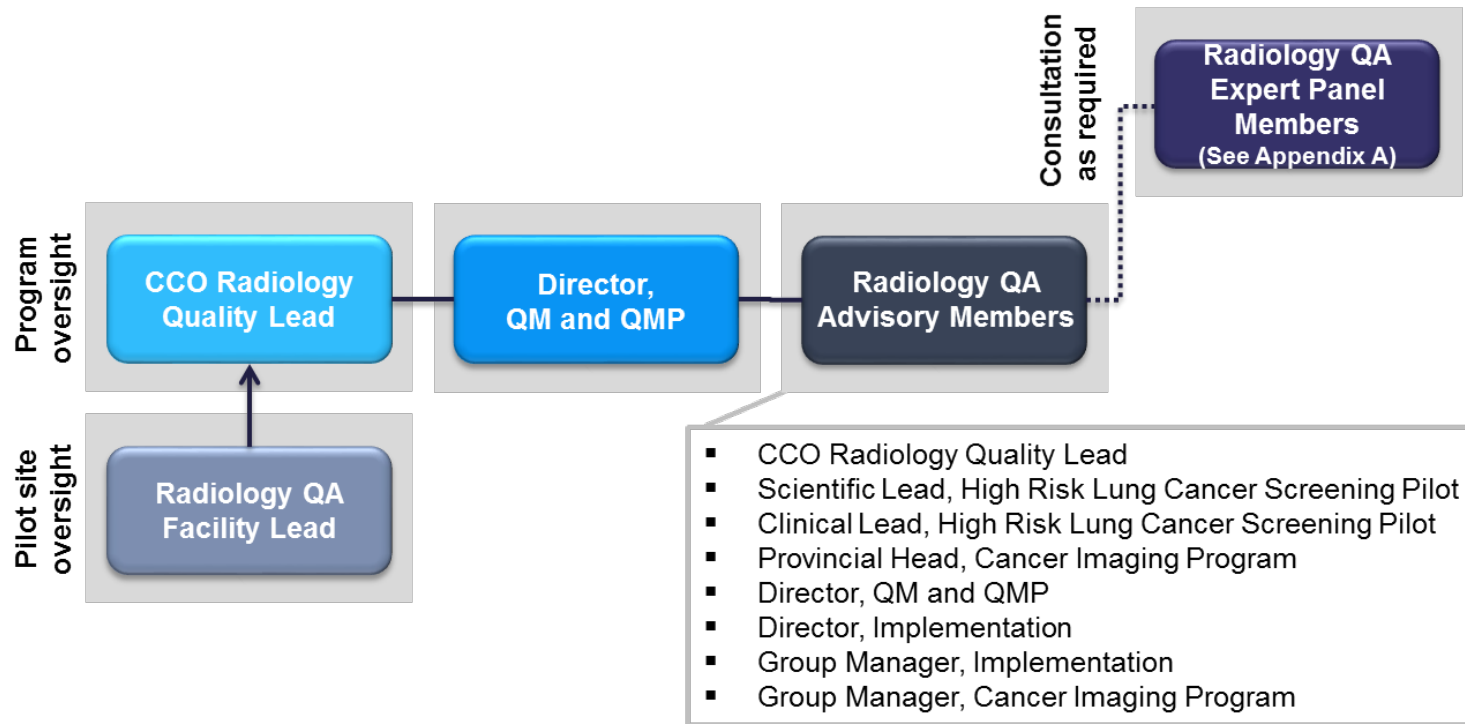 Consultation
as required
Radiology QA
Expert Panel
Members
(See Appendix A)
Program
oversight
CCO Radiology
Quality Lead
Director,
QM and QMP
Radiology QA
Advisory Members
Pilot site
oversight
Radiology QA
Facility Lead
▪ CCO Radiology Quality Lead
▪ Scientific Lead, High Risk Lung Cancer Screening Pilot
▪ Clinical Lead, High Risk Lung Cancer Screening Pilot
▪ Provincial Head, Cancer Imaging Program
▪ Director, QM and QMP
▪ Director, Implementation
▪ Group Manager, Implementation
▪ Group Manager, Cancer Imaging Program